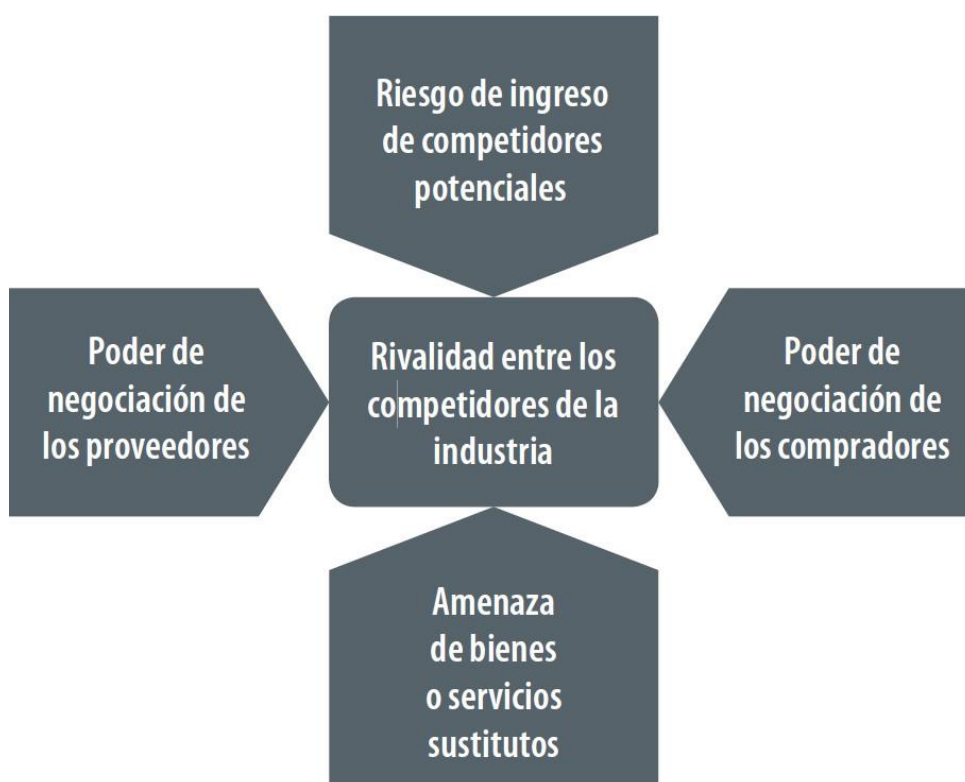 Riesgo de ingreso
de competidores
potenciales
Poder de
negociación de
los proveedores
Rivalidad entre los
competidores de la
industria
Poder de
negociación de
los compradores
Amenaza
de bienes
o servicios
sustitutos